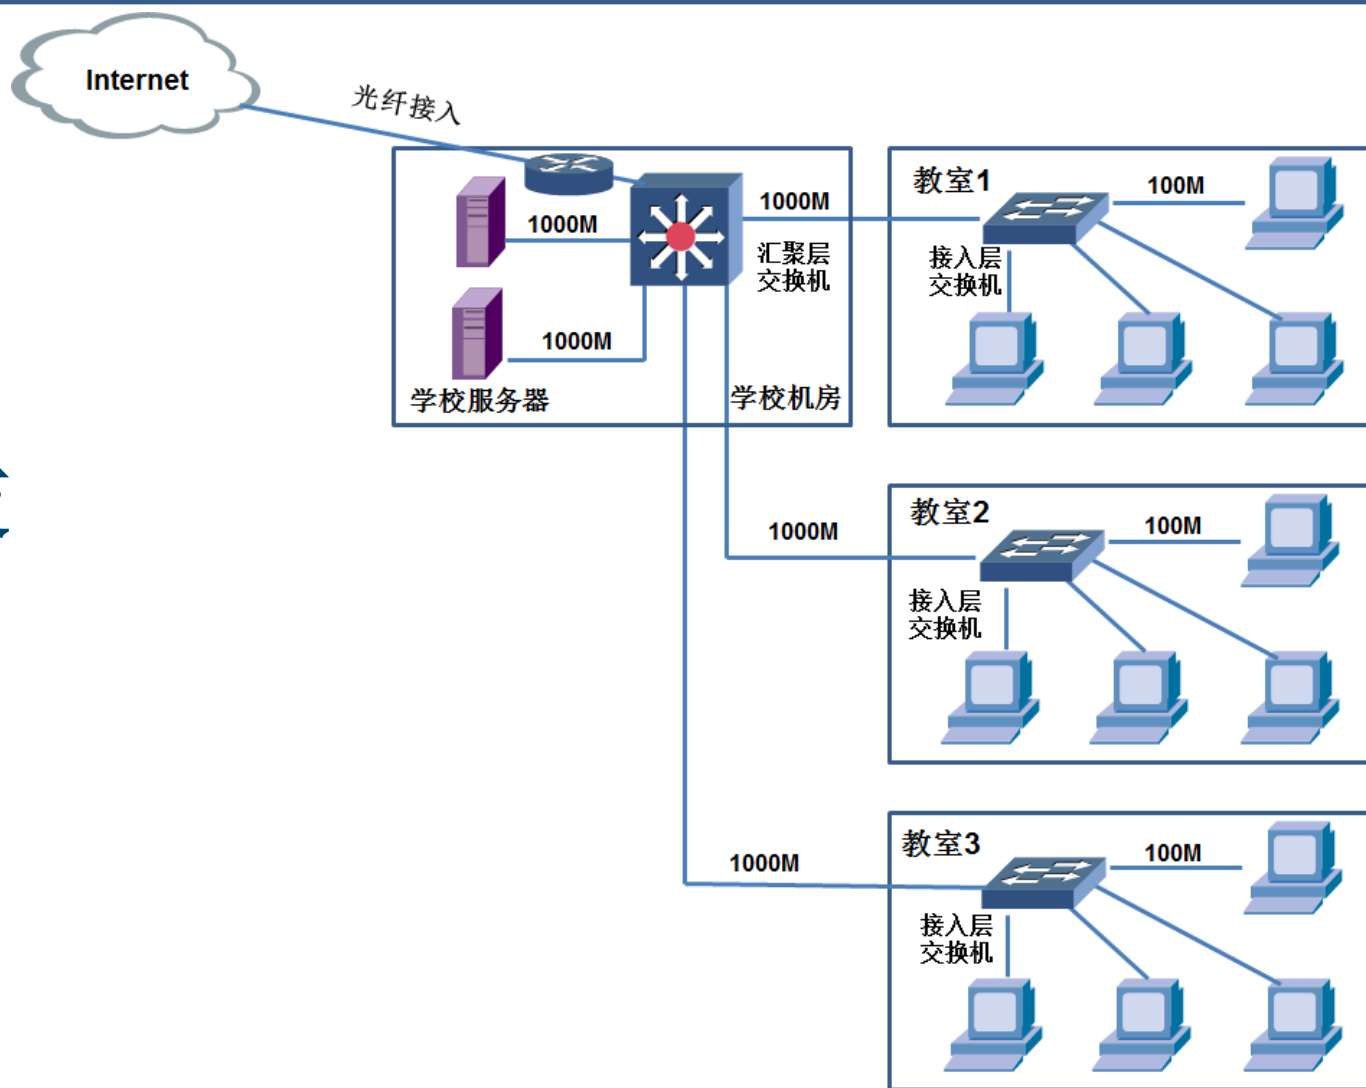 Internet
光纤接入
1000M
1000M
学校服务器
1000M
汇聚层
交换机
学校机房
教室1
100M
接入层
交换机
1000M
教室2
100M
接入层
交换机
1000M
教室3
100M
接入层
交换机